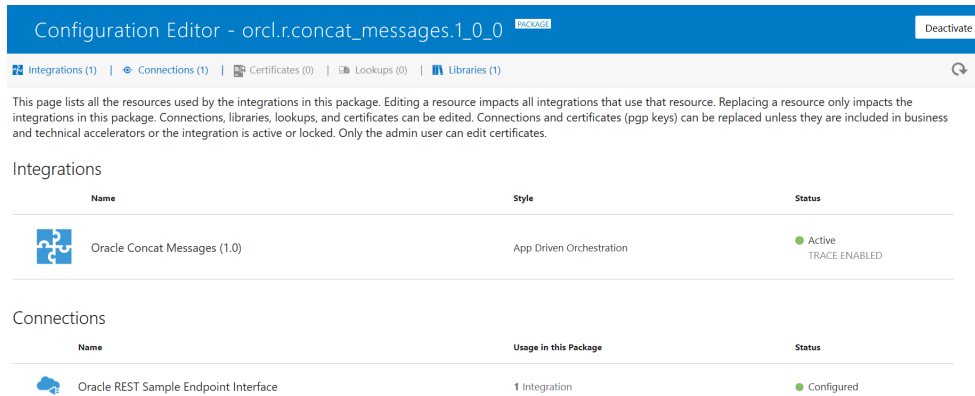 Configuration Editor - orcl.r.concat_messages.1_0_0 PACKAGE Deactivate
Integrations (1) | Connections (1) | Certificates (0) | Lookups (0) | Libraries (1)
This page lists all the resources used by the integrations in this package. Editing a resource impacts all integrations that use that resource. Replacing a resource only impacts the
integrations in this package. Connections, libraries, lookups, and certificates can be edited. Connections and certificates (pgp keys) can be replaced unless they are included in business
and technical accelerators or the integration is active or locked. Only the admin user can edit certificates.
Integrations
Name Style Status
Oracle Concat Messages (1.0) App Driven Orchestration Active
TRACE ENABLED
Connections
Name Usage in this Package Status
Oracle REST Sample Endpoint Interface 1 Integration Configured